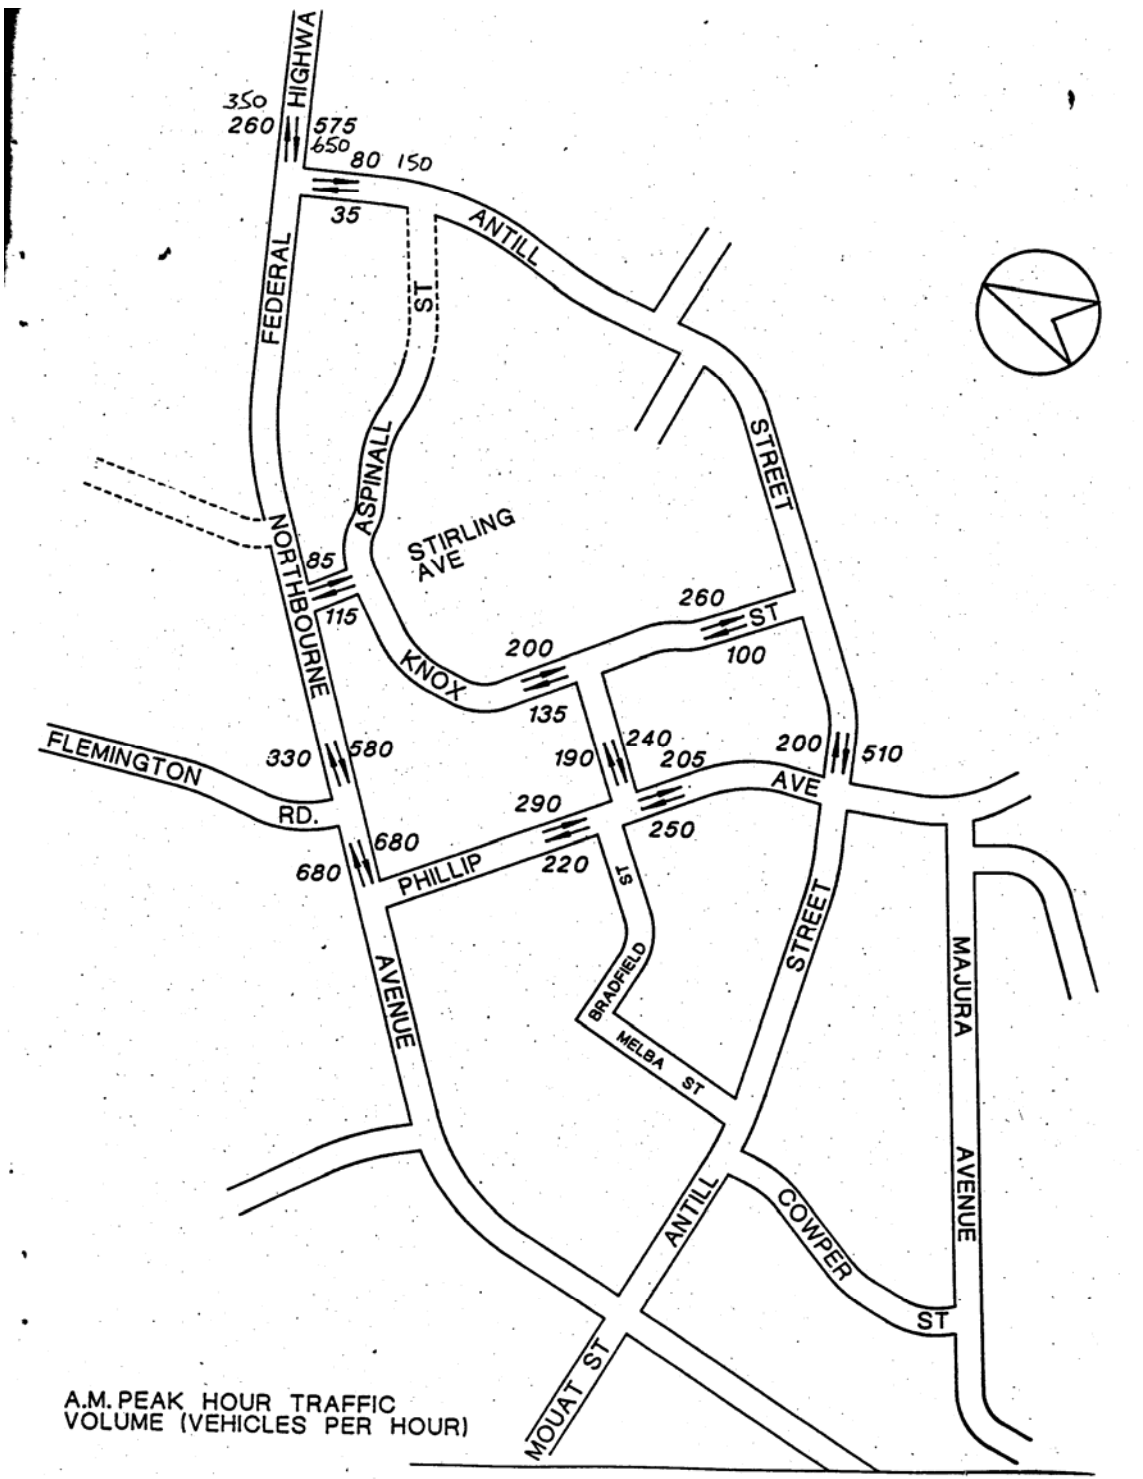 HIGHWA
350
260
575
650
80 150
35
ANTILL
FEDERAL
ST
STREET
ASPINALL
STIRLING
AVE
NORTHBOURNE
85
115
260
ST
100
KNOX
200
135
FLEMINGTON
RD.
330
580
190
240
205
200
510
AVE
290
250
680
680
PHILLIP
220
ST
STREET
BRADFIELD
AVENUE
MAJURA
MELBA ST
ANTILL
COWPER
ST
AVENUE
MOUAT ST
A.M. PEAK HOUR TRAFFIC
VOLUME (VEHICLES PER HOUR)